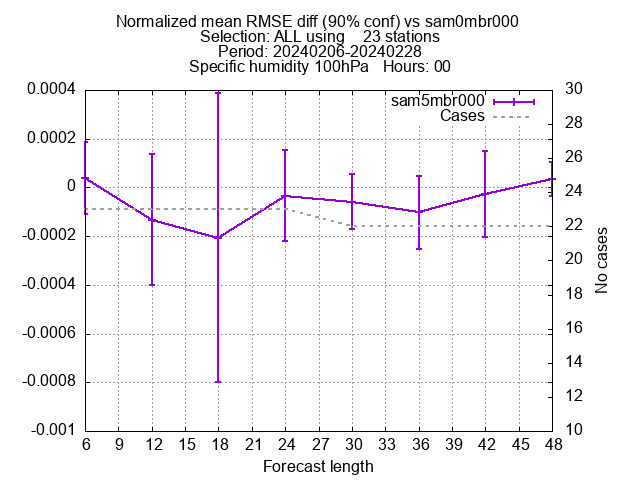 Normalized mean RMSE diff (90% conf) vs sam0mbr000
Selection: ALL using    23 stations
Period: 20240206-20240228
Specific humidity 100hPa   Hours: 00
sam5mbr000
Cases
0.0004
0.0002
0
-0.0002
-0.0004
-0.0006
-0.0008
-0.001
30
28
26
24
22
20
18
16
14
12
10
No cases
6 9 12 15 18 21 24 27 30 33 36 39 42 45 48
Forecast length